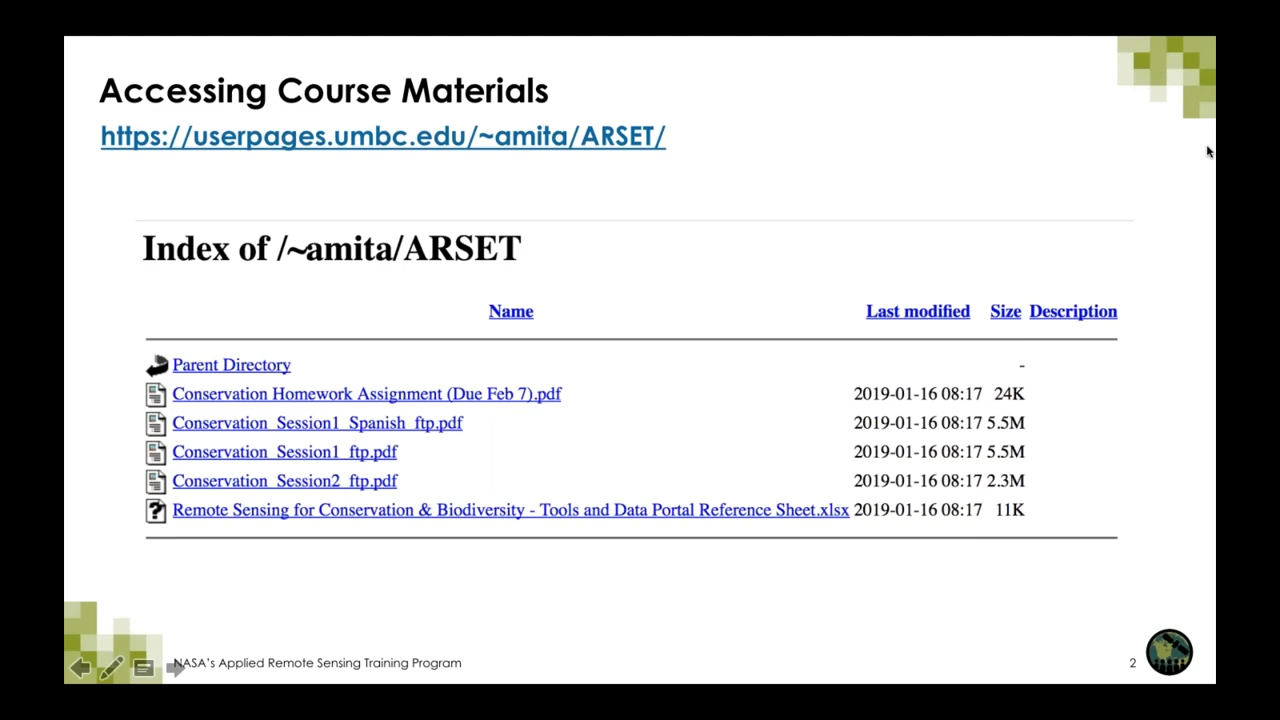 Accessing Course Materials
https://userpages.umbc.edu/~amita/ARSET/
Index of /~amita/ARSET
Name Last modified Size Description
Parent Directory -
Conservation Homework Assignment (Due Feb 7).pdf 2019-01-16 08:17 24K
Conservation_Session1_Spanish_ftp.pdf 2019-01-16 08:17 5.5M
Conservation_Session1_ftp.pdf 2019-01-16 08:17 5.5M
Conservation_Session2_ftp.pdf 2019-01-16 08:17 2.3M
Remote Sensing for Conservation & Biodiversity - Tools and Data Portal Reference Sheet.xlsx 2019-01-16 08:17 11K
NASA's Applied Remote Sensing Training Program 2